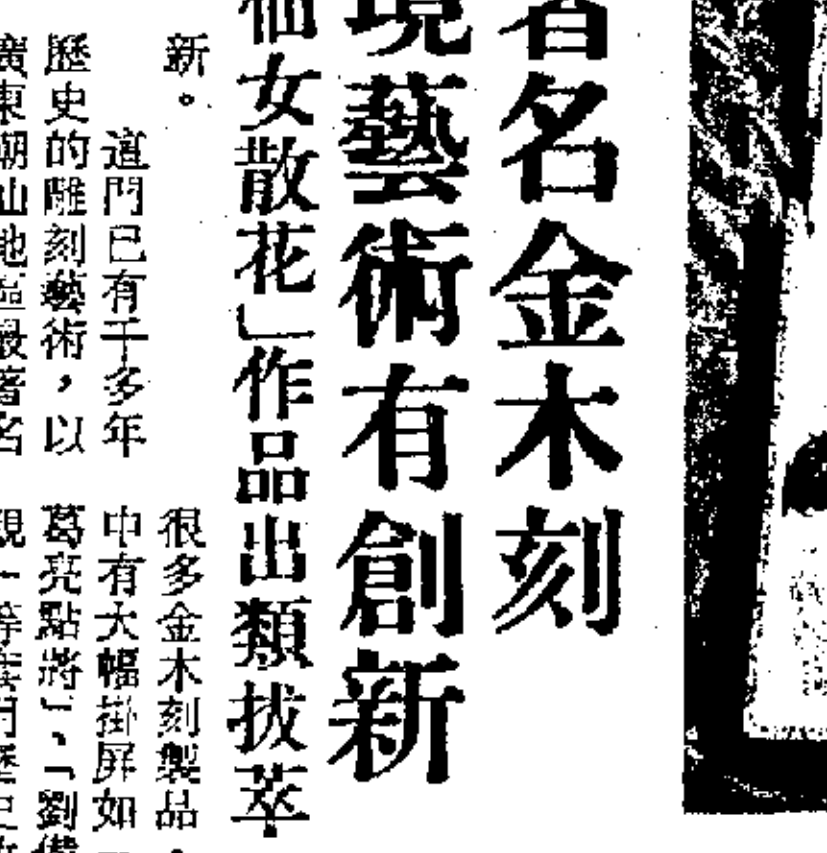 名金木刻
藝術有創新
女散花」作品出類拔萃
新。
這門已有千多年
歷史的雕刻藝術，以
廣東潮汕地區最著名
很多金木刻製品，
中有大幅掛屏如
葛亮點將」、「劉備